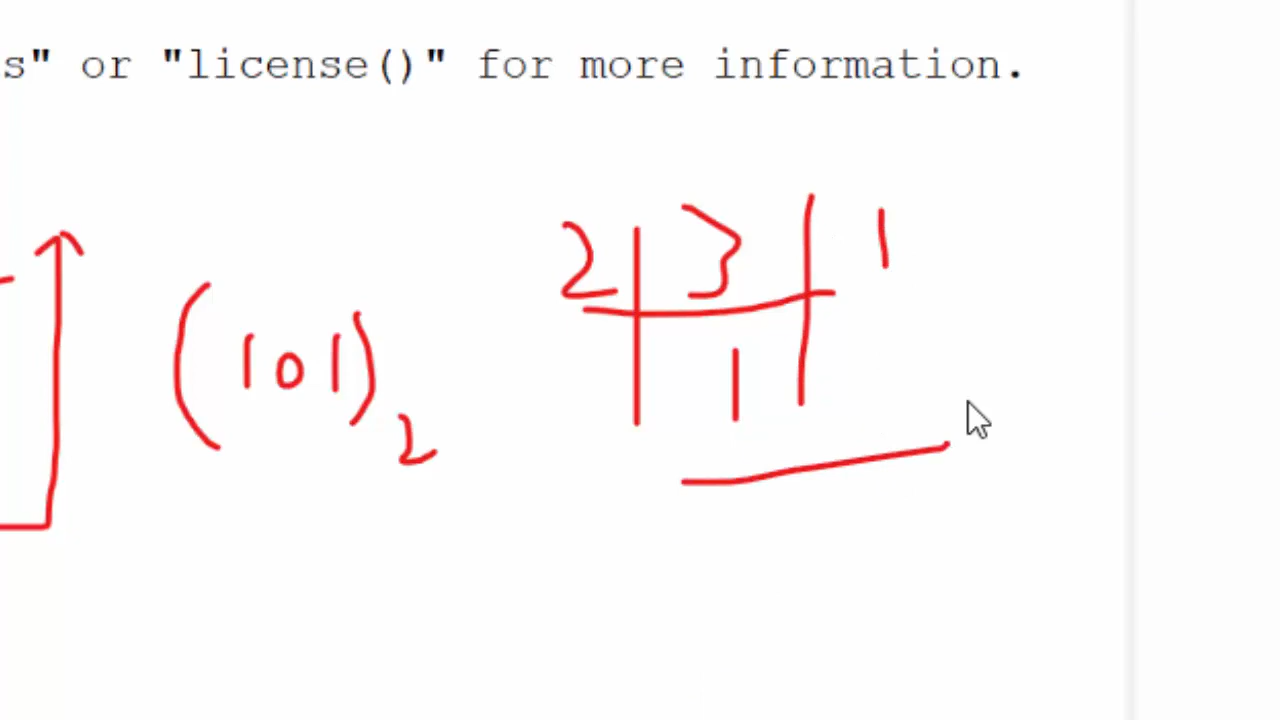 s" or "license()" for more information.
2 3 1
(101)2
1